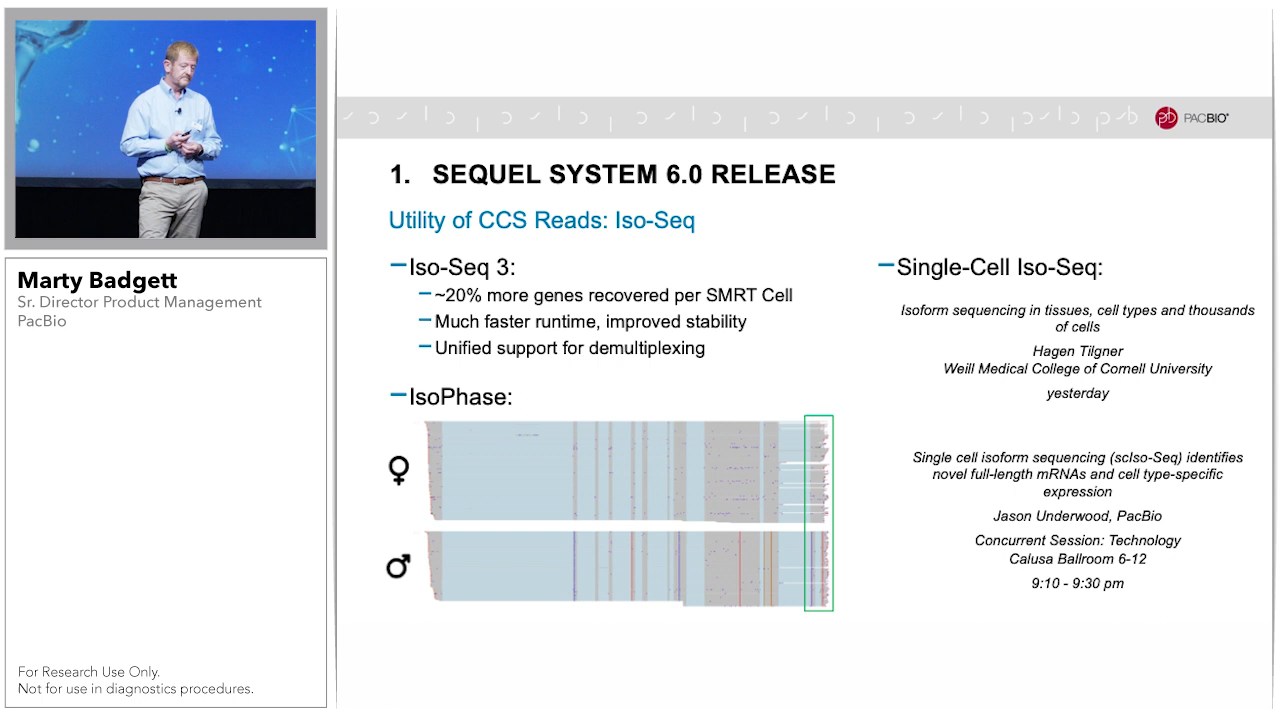 Marty Badgett
Sr. Director Product Management
PacBio
For Research Use Only.
Not for use in diagnostics procedures.
PACBIO®
1. SEQUEL SYSTEM 6.0 RELEASE
Utility of CCS Reads: Iso-Seq
–Iso-Seq 3:
–~20% more genes recovered per SMRT Cell
–Much faster runtime, improved stability
–Unified support for demultiplexing
–IsoPhase:
♀
♂
–Single-Cell Iso-Seq:
Isoform sequencing in tissues, cell types and thousands
of cells
Hagen Tilgner
Weill Medical College of Cornell University
yesterday
Single cell isoform sequencing (scIso-Seq) identifies
novel full-length mRNAs and cell type-specific
expression
Jason Underwood, PacBio
Concurrent Session: Technology
Calusa Ballroom 6-12
9:10 - 9:30 pm